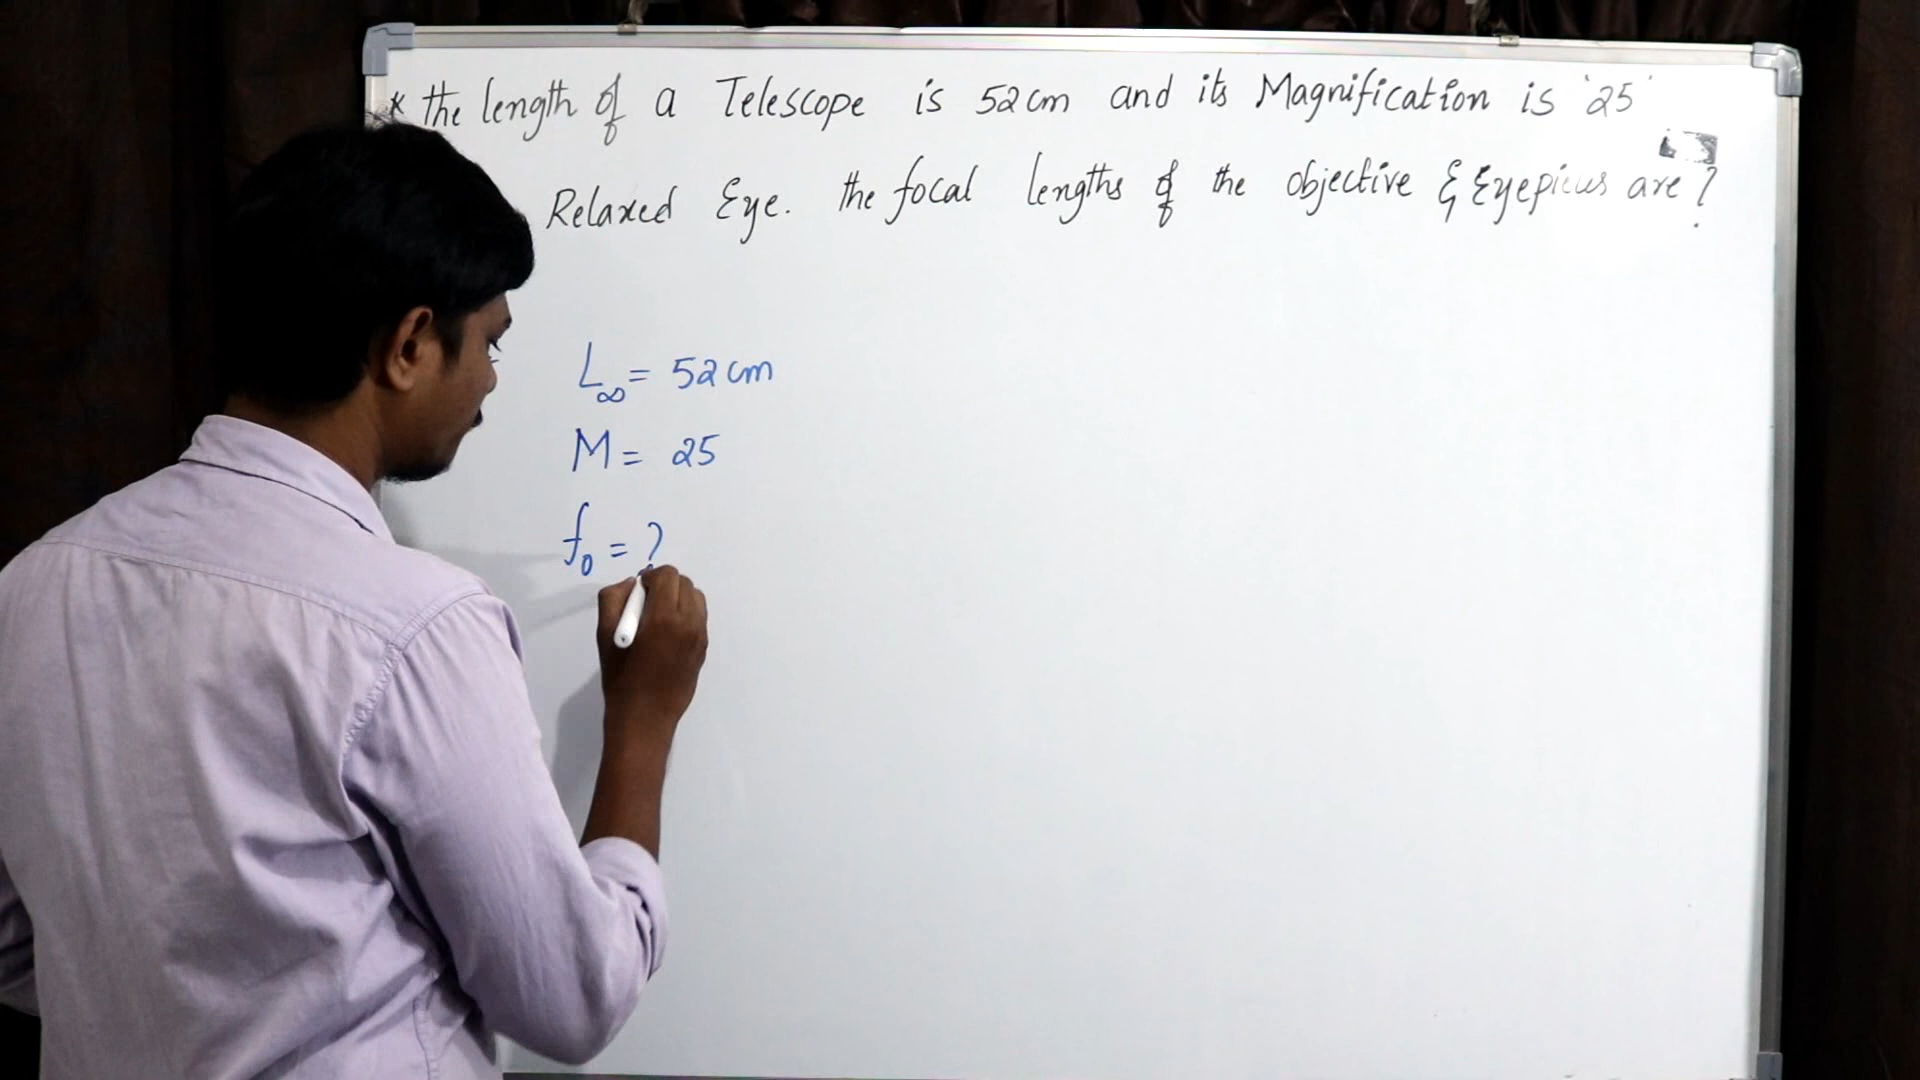 * the length of a Telescope is 52cm and its Magnification is '25'
Relaxed Eye. the focal lengths of the objective & Eyepieces are?
L∞ = 52cm
M = 25
f₀ = ?